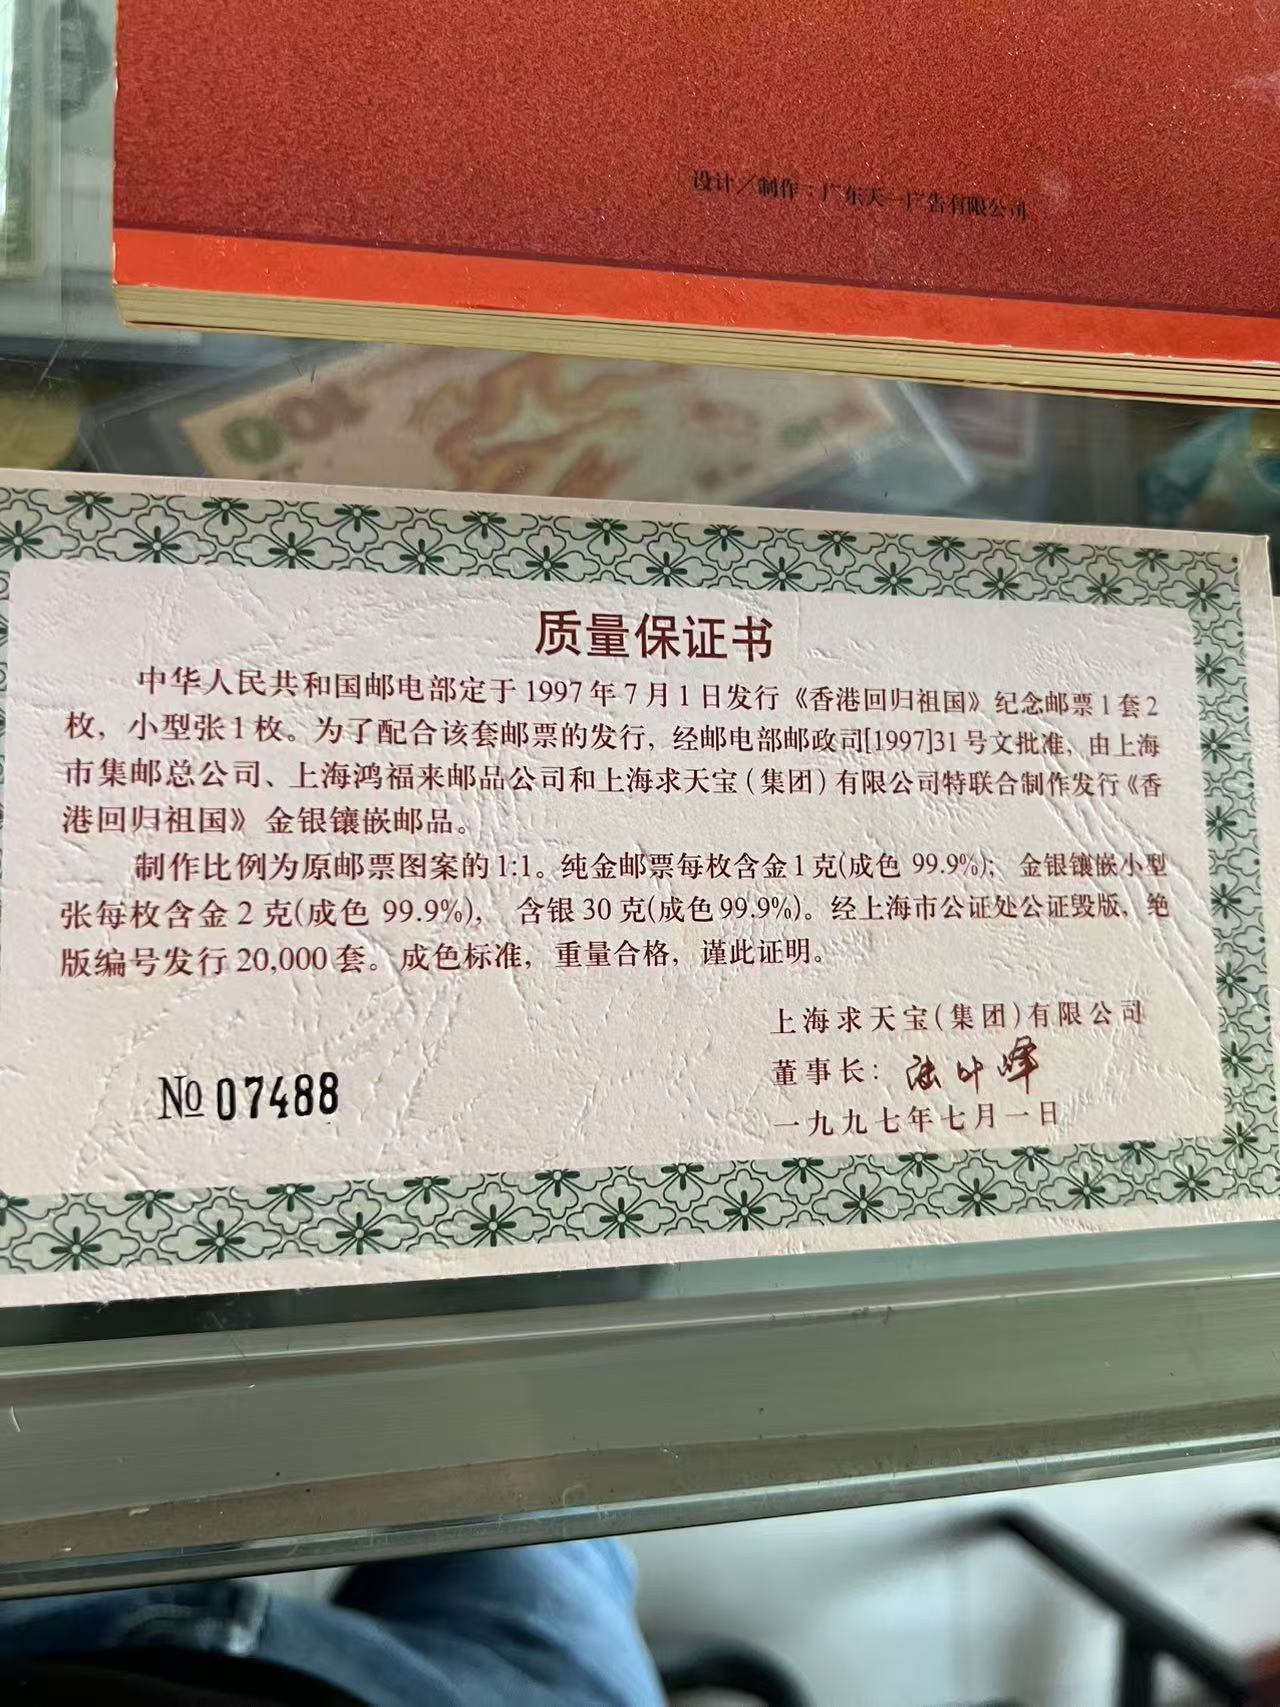 设计／制作：广东天一广告有限公司
100
质量保证书
中华人民共和国邮电部定于1997年7月1日发行《香港回归祖国》纪念邮票1套2
枚，小型张1枚。为了配合该套邮票的发行，经邮电部邮政司[1997]31号文批准，由上海
市集邮总公司、上海鸿福来邮品公司和上海求天宝（集团）有限公司特联合制作发行《香
港回归祖国》金银镶嵌邮品。
制作比例为原邮票图案的1:1。纯金邮票每枚含金1克(成色 99.9%)；金银镶嵌小型
张每枚含金2克(成色 99.9%)，含银30克(成色99.9%)。经上海市公证处公证毁版，绝
版编号发行20,000套。成色标准，重量合格，谨此证明。
上海求天宝(集团)有限公司
董事长：
一九九七年七月一日
№ 07488